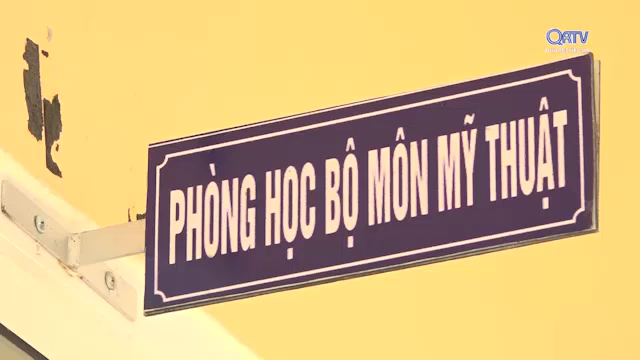 QRTV
PHÒNG HỌC BỘ MÔN MỸ THUẬT